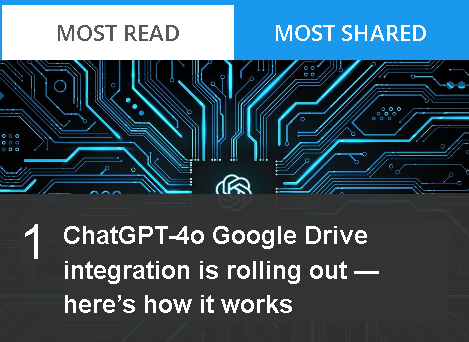 MOST READ
MOST SHARED
1
ChatGPT-4o Google Drive
integration is rolling out —
here’s how it works